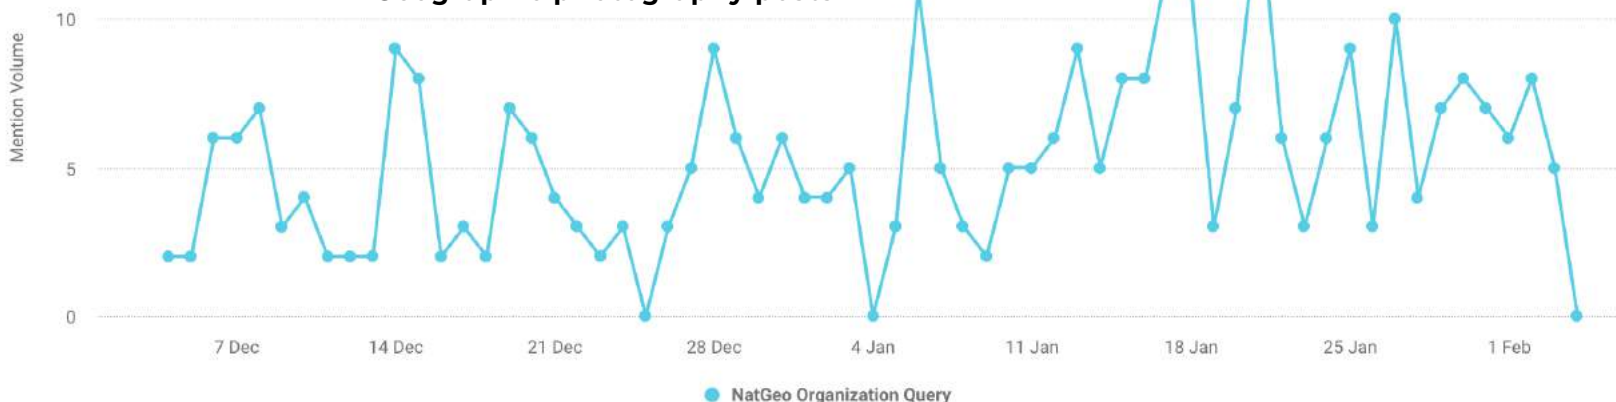 10
Mention Volume
5
0
7 Dec
14 Dec
21 Dec
28 Dec
4 Jan
11 Jan
18 Jan
25 Jan
1 Feb
NatGeo Organization Query